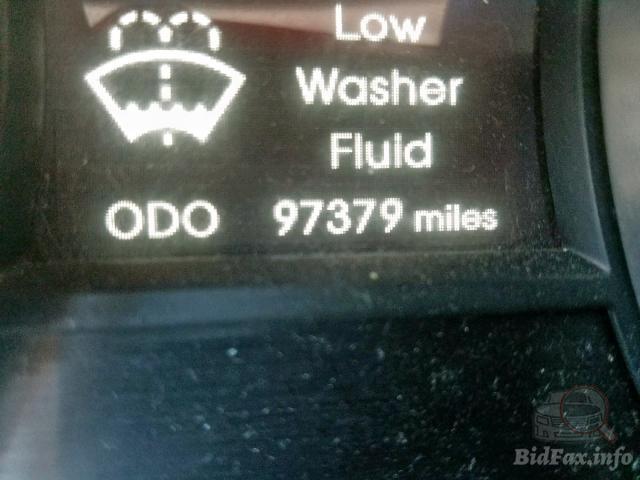 Low
Washer
Fluid
ODO 97379 miles
BidFax.info